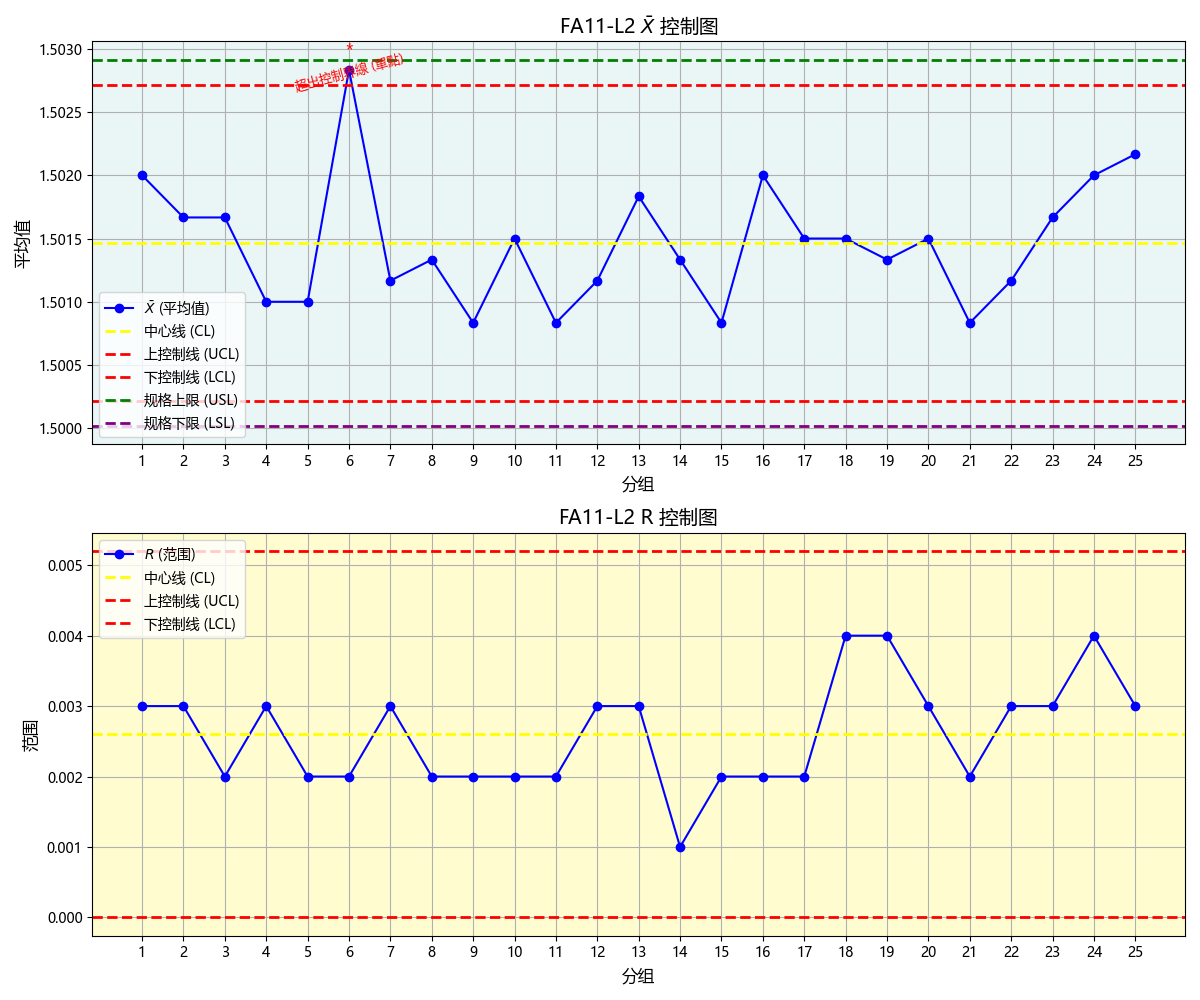 FA11-L2 X̄ 控制图
1.5030
1.5025
1.5020
1.5015
1.5010
1.5005
1.5000
平均值
*
超出控制界線 (單點)
X̄ (平均值)
中心线 (CL)
上控制线 (UCL)
下控制线 (LCL)
规格上限 (USL)
规格下限 (LSL)
1 2 3 4 5 6 7 8 9 10 11 12 13 14 15 16 17 18 19 20 21 22 23 24 25
分组
FA11-L2 R 控制图
0.005
0.004
0.003
0.002
0.001
0.000
范围
R (范围)
中心线 (CL)
上控制线 (UCL)
下控制线 (LCL)
1 2 3 4 5 6 7 8 9 10 11 12 13 14 15 16 17 18 19 20 21 22 23 24 25
分组